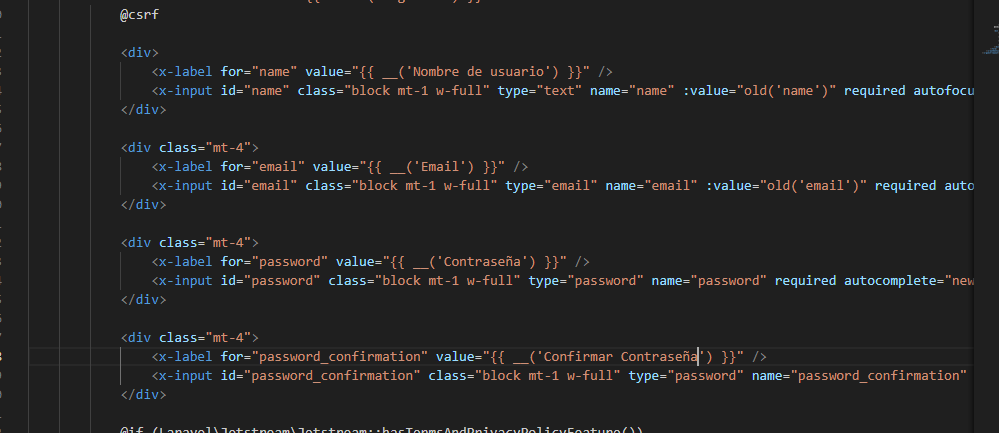 @csrf
<div>
<x-label for="name" value="{{ __('Nombre de usuario') }}" />
<x-input id="name" class="block mt-1 w-full" type="text" name="name" :value="old('name')" required autofocu
</div>
<div class="mt-4">
<x-label for="email" value="{{ __('Email') }}" />
<x-input id="email" class="block mt-1 w-full" type="email" name="email" :value="old('email')" required auto
</div>
<div class="mt-4">
<x-label for="password" value="{{ __('Contraseña') }}" />
<x-input id="password" class="block mt-1 w-full" type="password" name="password" required autocomplete="new
</div>
<div class="mt-4">
<x-label for="password_confirmation" value="{{ __('Confirmar Contraseña') }}" />
<x-input id="password_confirmation" class="block mt-1 w-full" type="password" name="password_confirmation"
</div>
@if (Laravel\Jetstream\Jetstream::hasTermsAndPrivacyPolicyFeature())